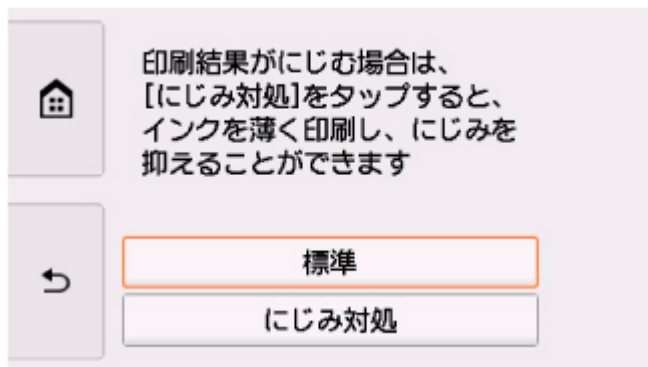 印刷結果がにじむ場合は、
[にじみ対処]をタップすると、
インクを薄く印刷し、にじみを
抑えることができます
標準
にじみ対処